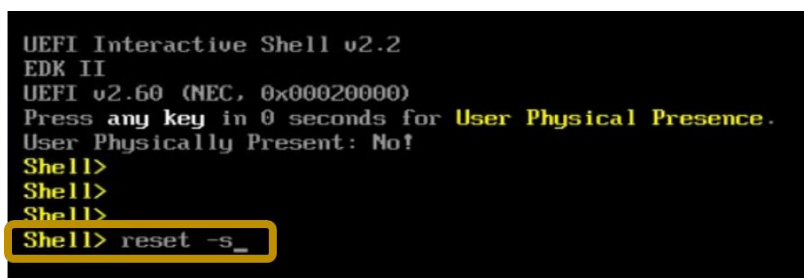 UEFI Interactive Shell v2.2
EDK II
UEFI v2.60 (NEC, 0x00020000)
Press any key in 0 seconds for User Physical Presence.
User Physically Present: No!
Shell>
Shell>
Shell>
Shell> reset -s_